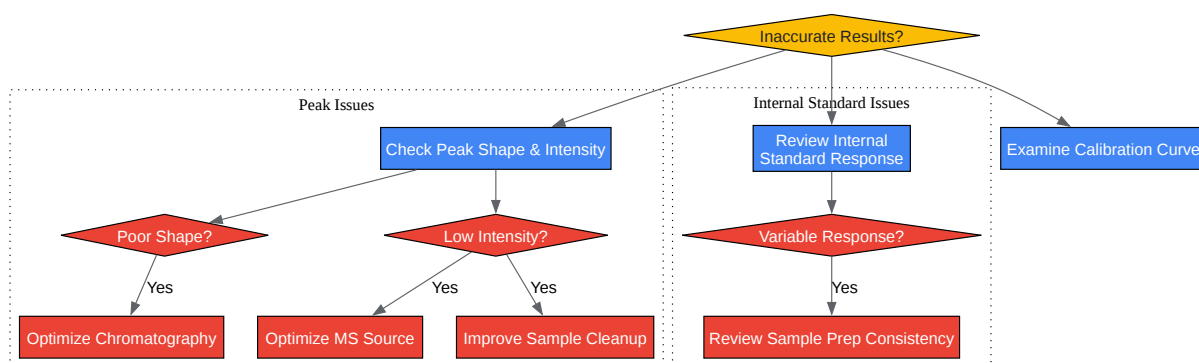 Inaccurate Results?
Peak Issues
Internal Standard Issues
Check Peak Shape & Intensity
Review Internal
Standard Response
Examine Calibration Curve
Poor Shape?
Low Intensity?
Variable Response?
Yes
Yes
Yes
Yes
Optimize Chromatography
Optimize MS Source
Improve Sample Cleanup
Review Sample Prep Consistency